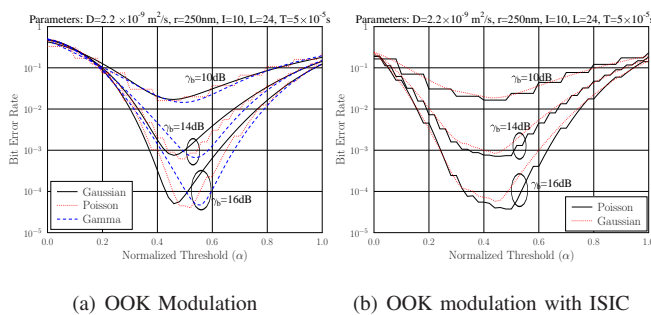 Parameters: D=2.2 ×10⁻⁹ m²/s, r=250nm, I=10, L=24, T=5×10⁻⁵s
1
10⁻¹
10⁻²
10⁻³
10⁻⁴
10⁻⁵
Bit Error Rate
γb=10dB
γb=14dB
γb=16dB
Gaussian
Poisson
Gamma
0.0 0.2 0.4 0.6 0.8 1.0
Normalized Threshold (α)
(a) OOK Modulation
Parameters: D=2.2 ×10⁻⁹ m²/s, r=250nm, I=10, L=24, T=5×10⁻⁵s
1
10⁻¹
10⁻²
10⁻³
10⁻⁴
10⁻⁵
Bit Error Rate
γb=10dB
γb=14dB
γb=16dB
Poisson
Gaussian
0.0 0.2 0.4 0.6 0.8 1.0
Normalized Threshold (α)
(b) OOK modulation with ISIC